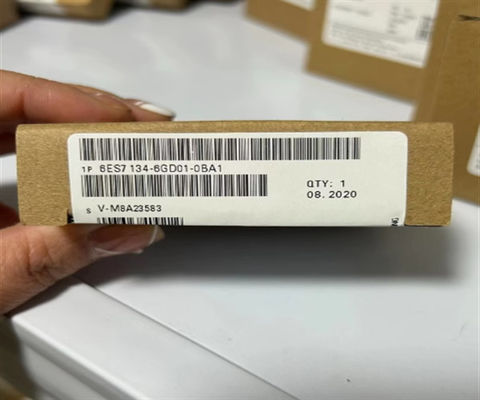 1P 6ES7 134-6GD01-0BA1
QTY: 1
08.2020
S V-M8A23583